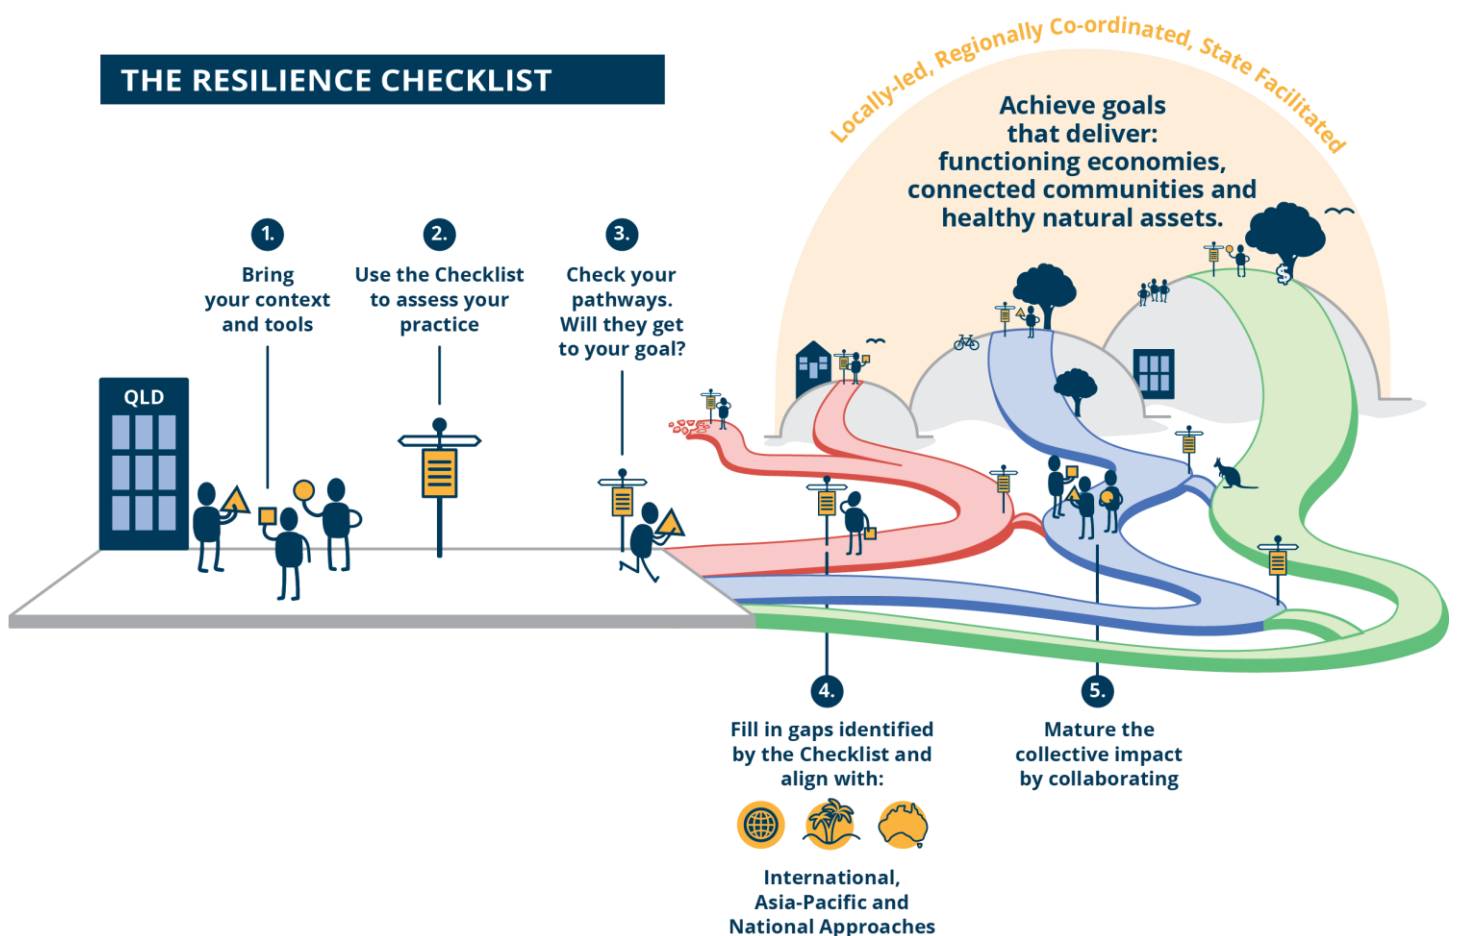 THE RESILIENCE CHECKLIST
Locally-led, Regionally Co-ordinated, State Facilitated
Achieve goals
that deliver:
functioning economies,
connected communities and
healthy natural assets.
1.
Bring
your context
and tools
2.
Use the Checklist
to assess your
practice
3.
Check your
pathways.
Will they get
to your goal?
QLD
$
4.
Fill in gaps identified
by the Checklist and
align with:
International,
Asia-Pacific and
National Approaches
5.
Mature the
collective impact
by collaborating